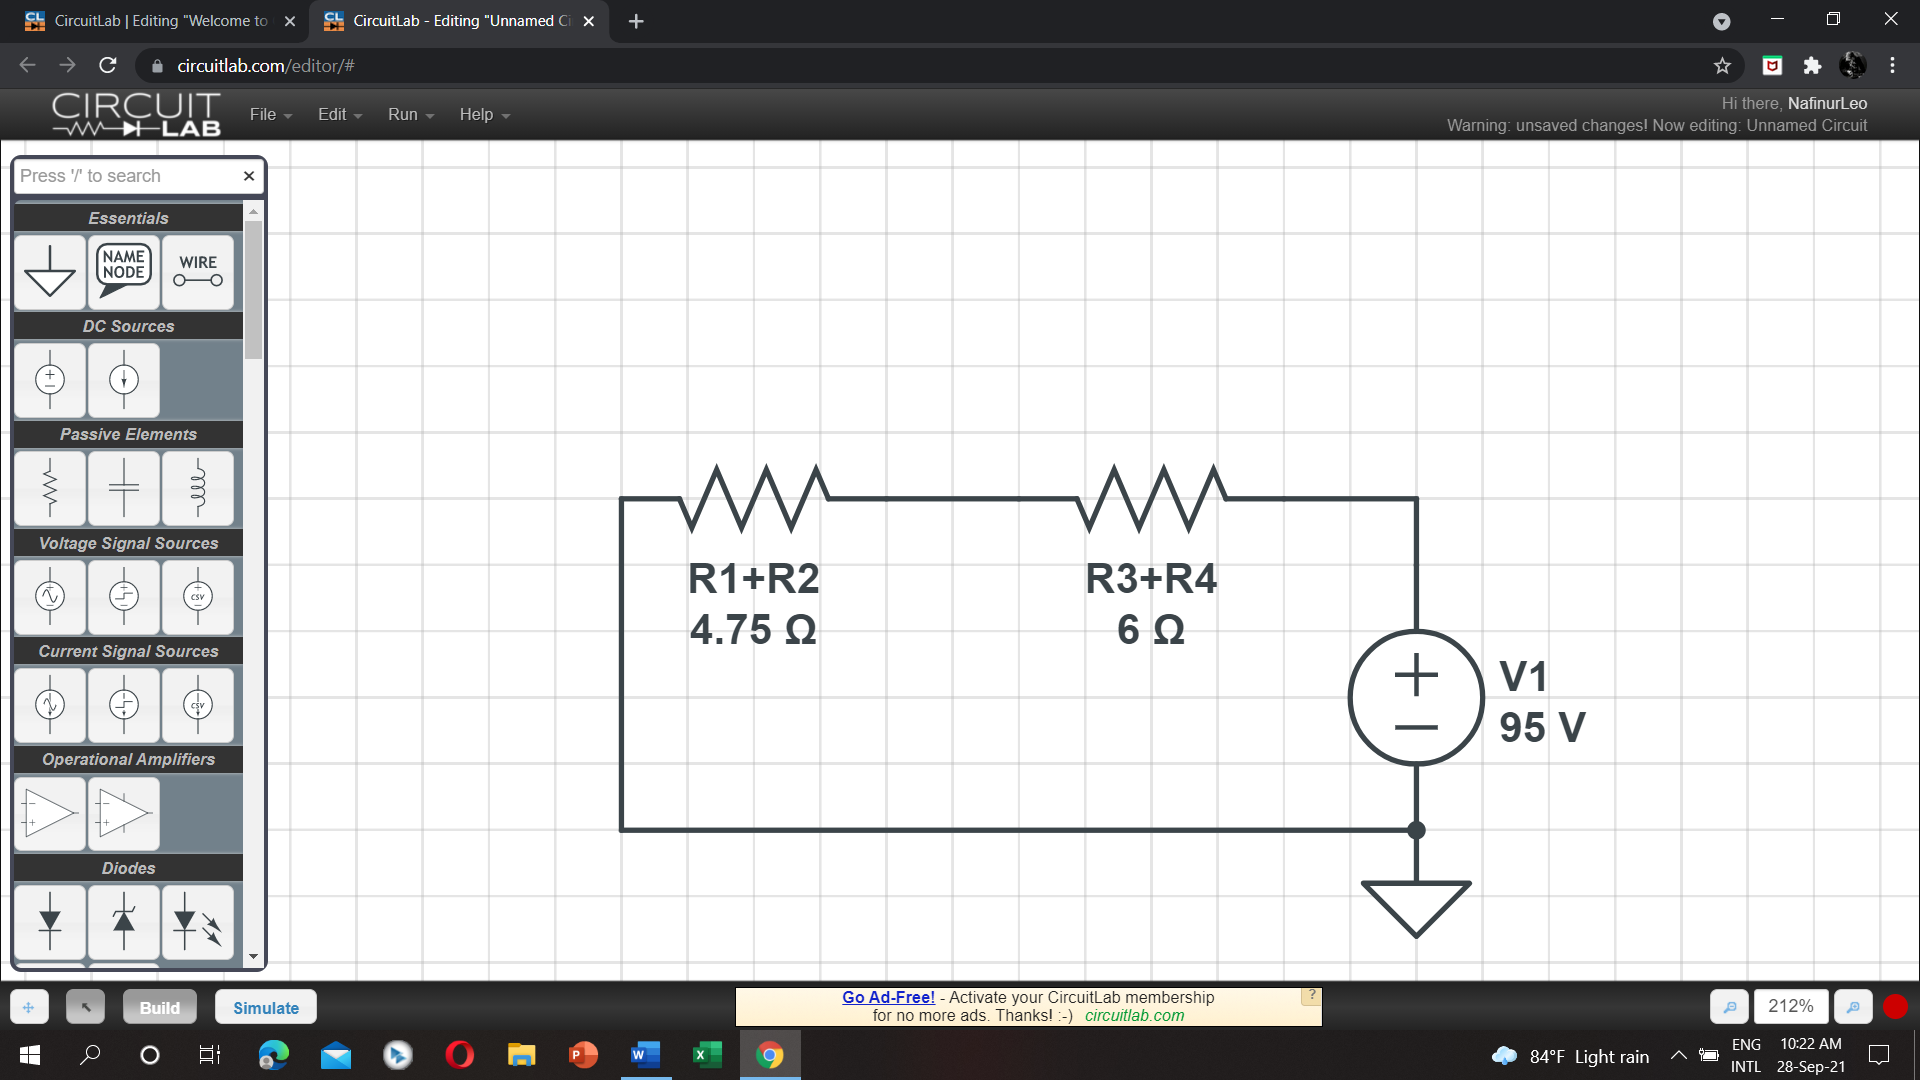 CircuitLab | Editing "Welcome to
CircuitLab - Editing "Unnamed Ci
circuitlab.com/editor/#
CIRCUIT
LAB
File
Edit
Run
Help
Hi there, NafinurLeo
Warning: unsaved changes! Now editing: Unnamed Circuit
Press '/' to search
Essentials
NAME
NODE
WIRE
DC Sources
Passive Elements
Voltage Signal Sources
csv
Current Signal Sources
csv
Operational Amplifiers
Diodes
R1+R2
4.75 Ω
R3+R4
6 Ω
V1
95 V
Build
Simulate
Go Ad-Free! - Activate your CircuitLab membership
for no more ads. Thanks! :-) circuitlab.com
?
212%
84°F Light rain
ENG
INTL
10:22 AM
28-Sep-21